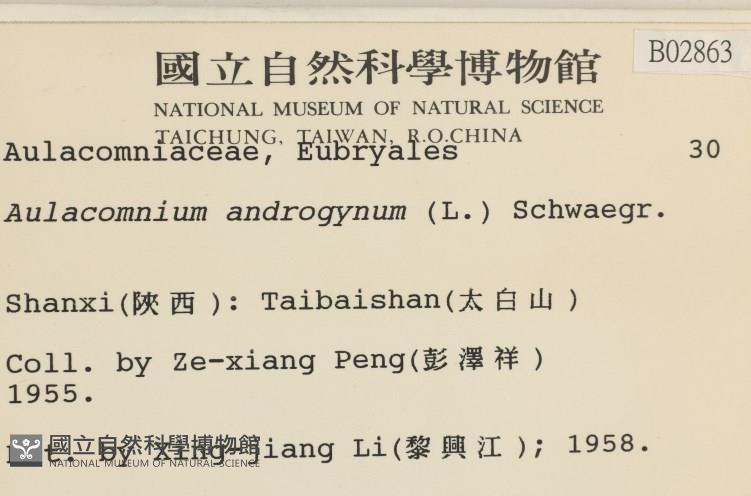 國立自然科學博物館
B02863
NATIONAL MUSEUM OF NATURAL SCIENCE
TAICHUNG, TAIWAN, R.O.CHINA
Aulacomniaceae, Eubryales 30
Aulacomnium androgynum (L.) Schwaegr.
Shanxi(陝西): Taibaishan(太白山)
Coll. by Ze-xiang Peng(彭澤祥)
1955.
by Xing-jiang Li(黎興江); 1958.
國立自然科學博物館
NATIONAL MUSEUM OF NATURAL SCIENCE